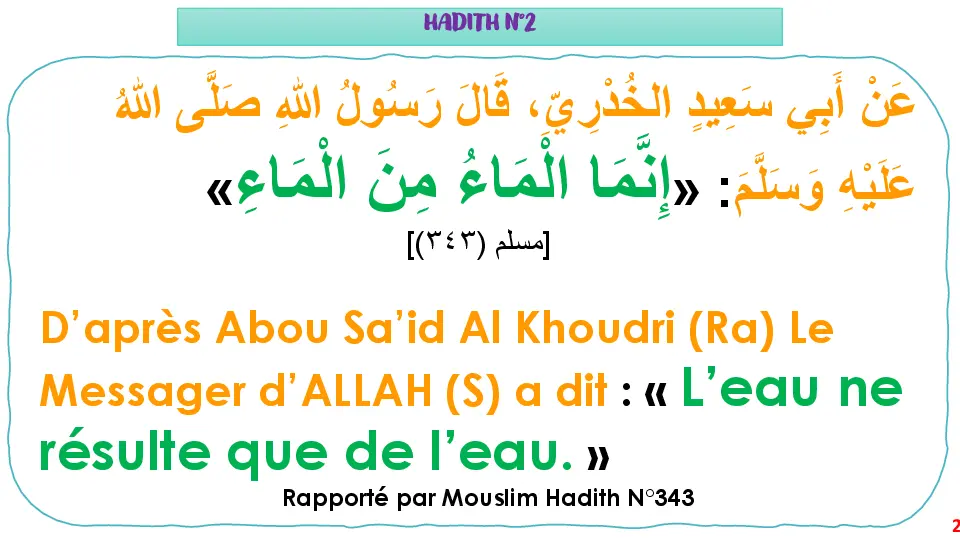 HADITH N°2
عَنْ أَبِي سَعِيدٍ الخُدْرِيّ، قَالَ رَسُولُ اللهِ صَلَّى اللهُ
عَلَيْهِ وَسَلَّمَ: «إِنَّمَا الْمَاءُ مِنَ الْمَاءِ»
[مسلم (٣٤٣)]
D’après Abou Sa’id Al Khoudri (Ra) Le
Messager d’ALLAH (S) a dit : « L’eau ne
résulte que de l’eau. »
Rapporté par Mouslim Hadith N°343
2